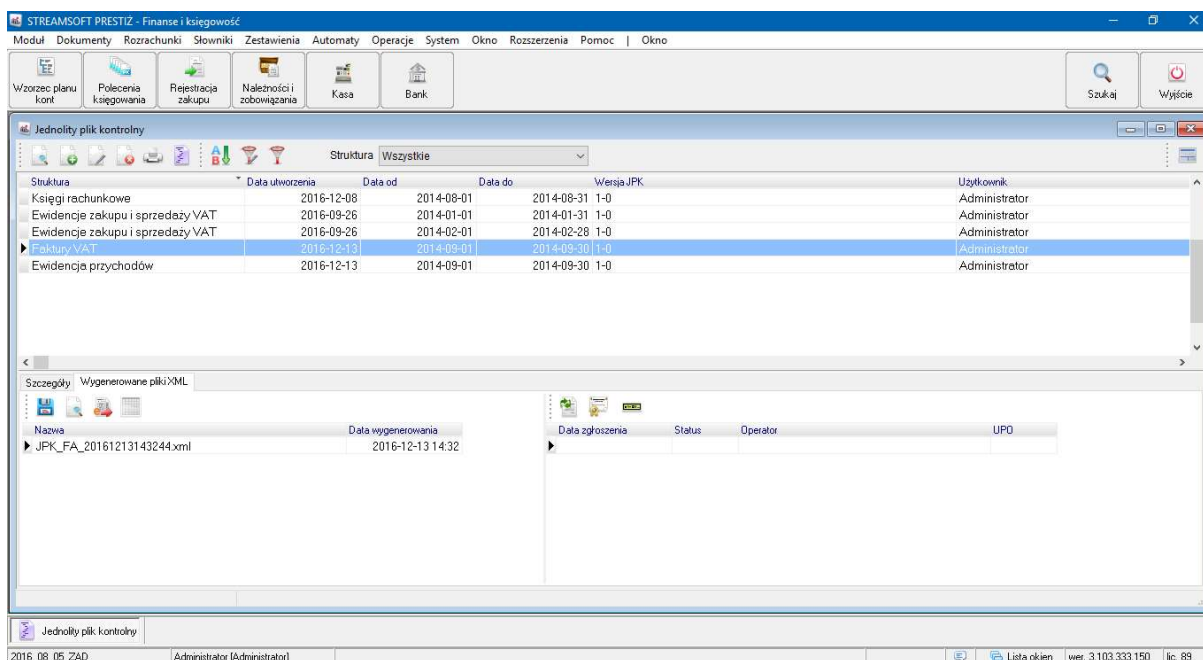 STREAMSOFT PRESTIŻ - Finanse i księgowość
Moduł Dokumenty Rozrachunki Słowniki Zestawienia Automaty Operacje System Okno Rozszerzenia Pomoc | Okno
Wzorzec planu kont Polecenia księgowania Rejestracja zakupu Należności i zobowiązania Kasa Bank Szukaj Wyjście
Jednolity plik kontrolny
Struktura Wszystkie
Struktura Data utworzenia Data od Data do Wersja JPK Użytkownik
Księgi rachunkowe 2016-12-08 2014-08-01 2014-08-31 1-0 Administrator
Ewidencje zakupu i sprzedaży VAT 2016-09-26 2014-01-01 2014-01-31 1-0 Administrator
Ewidencje zakupu i sprzedaży VAT 2016-09-26 2014-02-01 2014-02-28 1-0 Administrator
Faktury VAT 2016-12-13 2014-09-01 2014-09-30 1-0 Administrator
Ewidencja przychodów 2016-12-13 2014-09-01 2014-09-30 1-0 Administrator
Szczegóły Wygenerowane pliki XML
Nazwa Data wygenerowania Data zgłoszenia Status Operator UPO
JPK_FA_20161213143244.xml 2016-12-13 14:32
Jednolity plik kontrolny
2016_08_05_ZAD Administrator [Administrator] Lista okien wer. 3.103.333.150 lic. 89